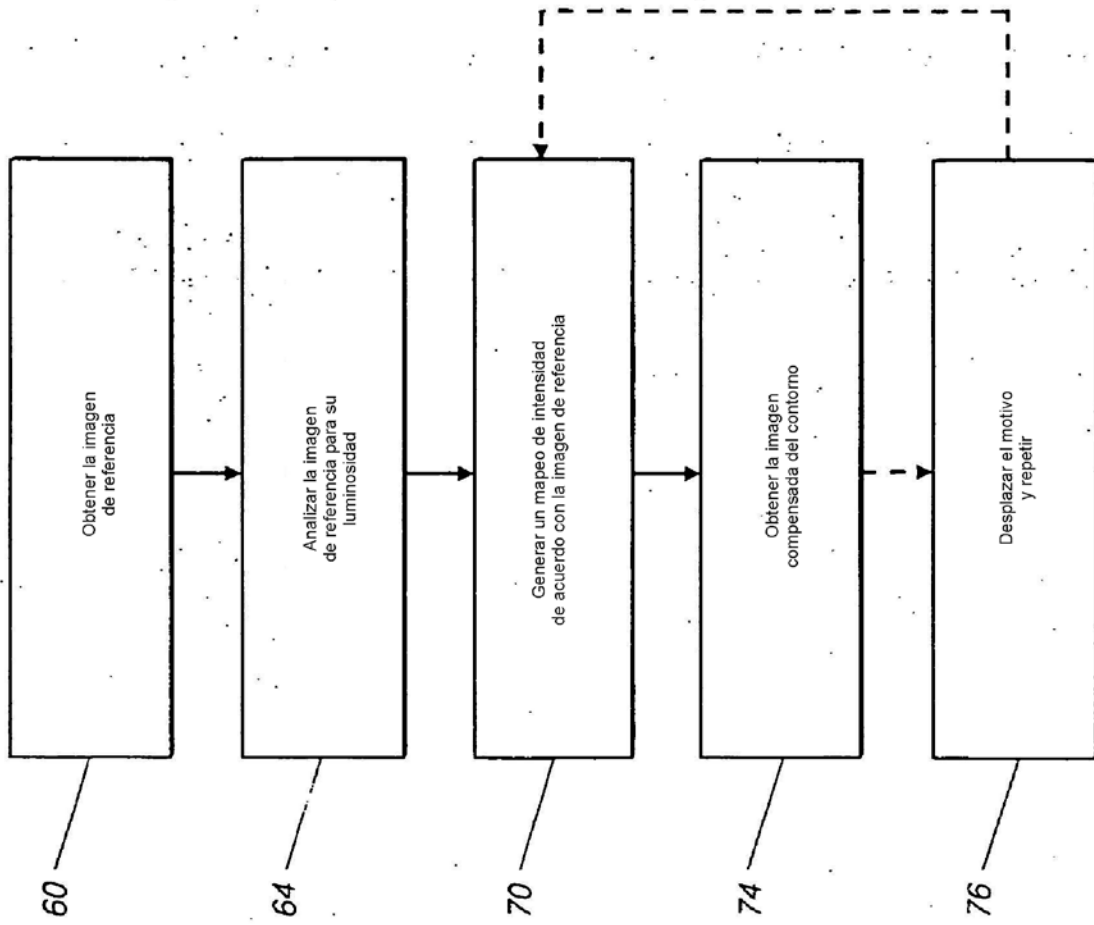 Obtener la imagen
de referencia
60
Analizar la imagen
de referencia para su
luminosidad
64
Generar un mapeo de intensidad
de acuerdo con la imagen de referencia
70
Obtener la imagen
compensada del contorno
74
Desplazar el motivo
y repetir
76